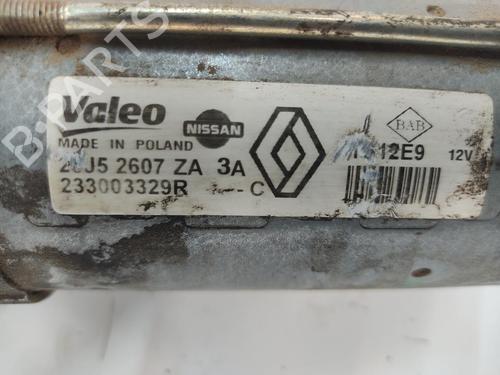 Valeo
NISSAN
BAB
MADE IN POLAND
2607 ZA 3A
12E9
12V
233003329R
C
B-Parts